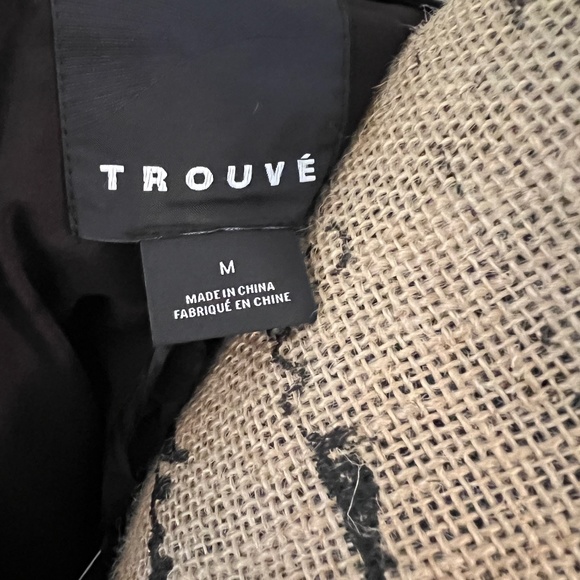 TROUVÉ
M
MADE IN CHINA
FABRIQUÉ EN CHINE